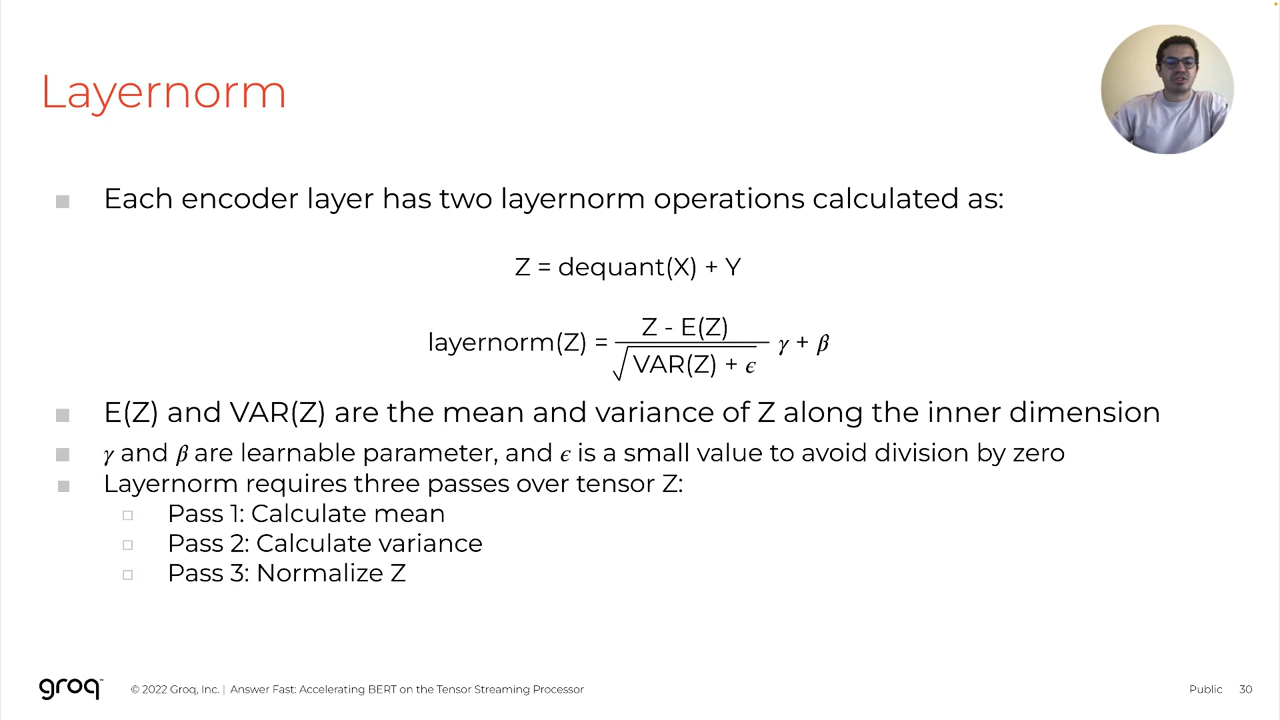 Layernorm
Each encoder layer has two layernorm operations calculated as:
Z = dequant(X) + Y
layernorm(Z) = Z - E(Z) / √VAR(Z) + ϵ γ + β
E(Z) and VAR(Z) are the mean and variance of Z along the inner dimension
γ and β are learnable parameter, and ϵ is a small value to avoid division by zero
Layernorm requires three passes over tensor Z:
Pass 1: Calculate mean
Pass 2: Calculate variance
Pass 3: Normalize Z
groq™ © 2022 Groq, Inc. | Answer Fast: Accelerating BERT on the Tensor Streaming Processor Public 30